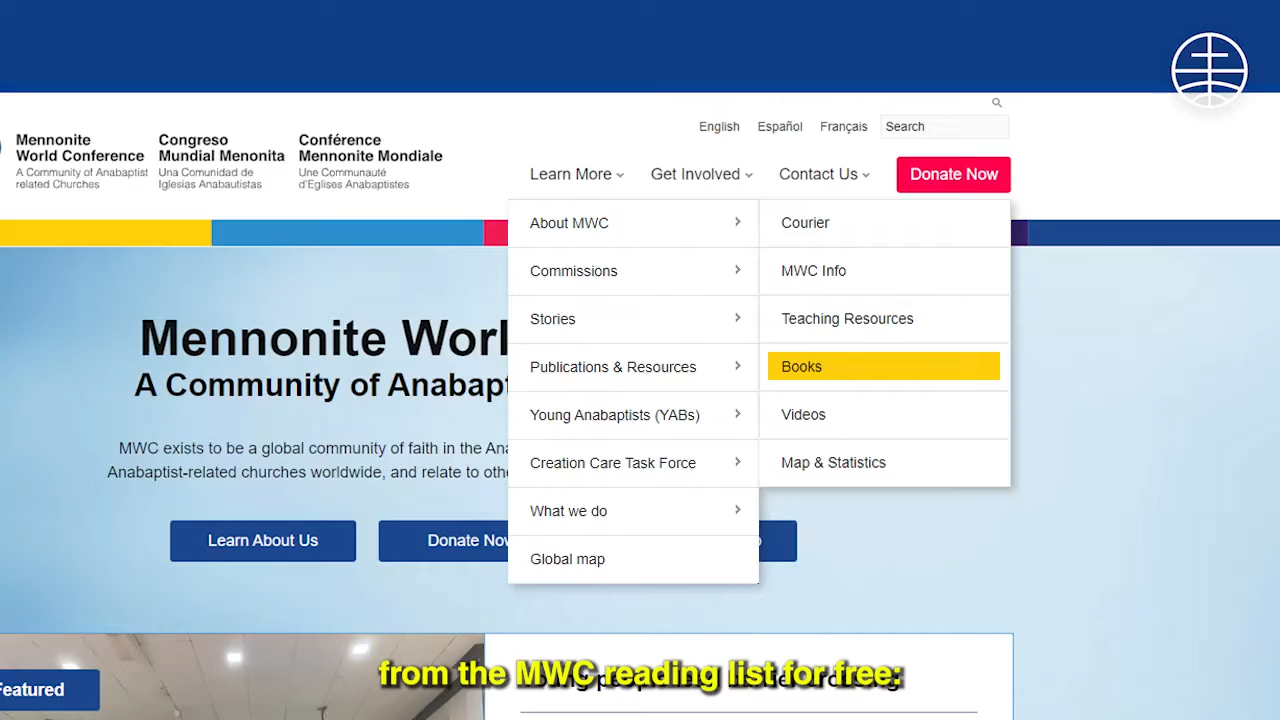 English Español Français Search
Mennonite
World Conference
A Community of Anabaptist
related Churches
Congreso
Mundial Menonita
Una Comunidad de
Iglesias Anabautistas
Conférence
Mennonite Mondiale
Une Communauté
d'Eglises Anabaptistes
Learn More Get Involved Contact Us Donate Now
About MWC
Commissions
Stories
Publications & Resources
Young Anabaptists (YABs)
Creation Care Task Force
What we do
Global map
Courier
MWC Info
Teaching Resources
Books
Videos
Map & Statistics
Mennonite Worl
A Community of Anabapt
MWC exists to be a global community of faith in the Ana
Anabaptist-related churches worldwide, and relate to othe
Learn About Us Donate Now
Featured
from the MWC reading list for free: